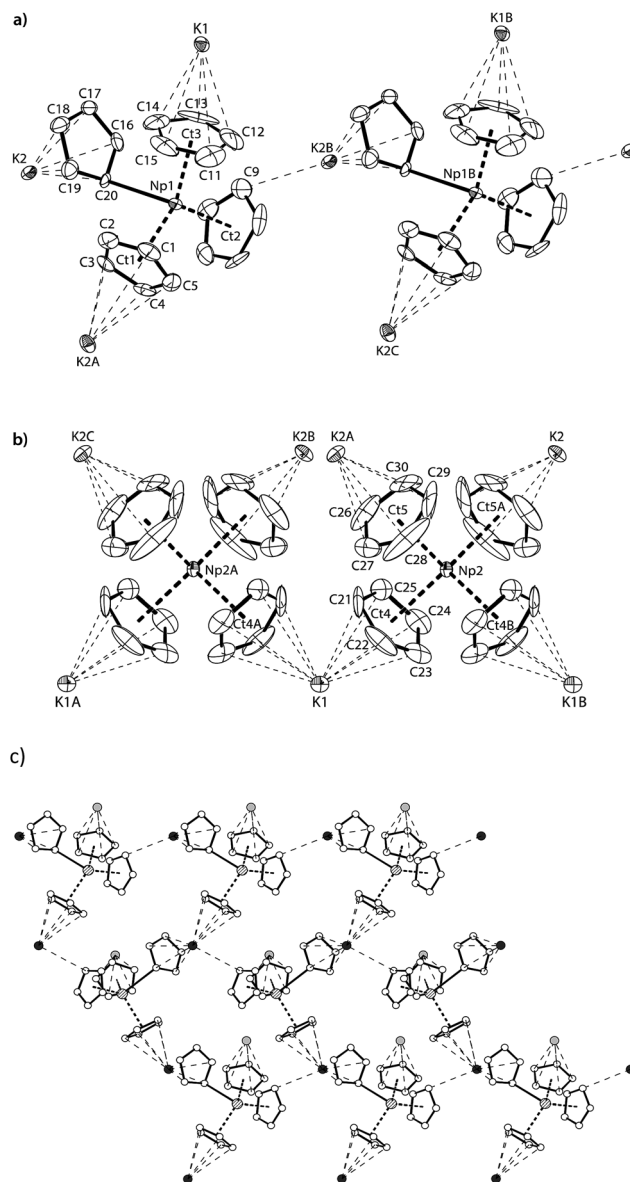 a)
K1
K1B
C17
C18
C16
C14
C13
C12
Ct3
C15
C11
K2
C19
C20
Np1
C9
K2B
Np1B
C2
C1
Ct2
C3
Ct1
C5
C4
K2A
K2C
b)
K2C
K2B
K2A
K2
C30
C29
C26
Ct5
Ct5A
C27
C28
Np2A
Np2
C25
C21
Ct4
C24
Ct4A
Ct4B
C22
C23
K1A
K1
K1B
c)